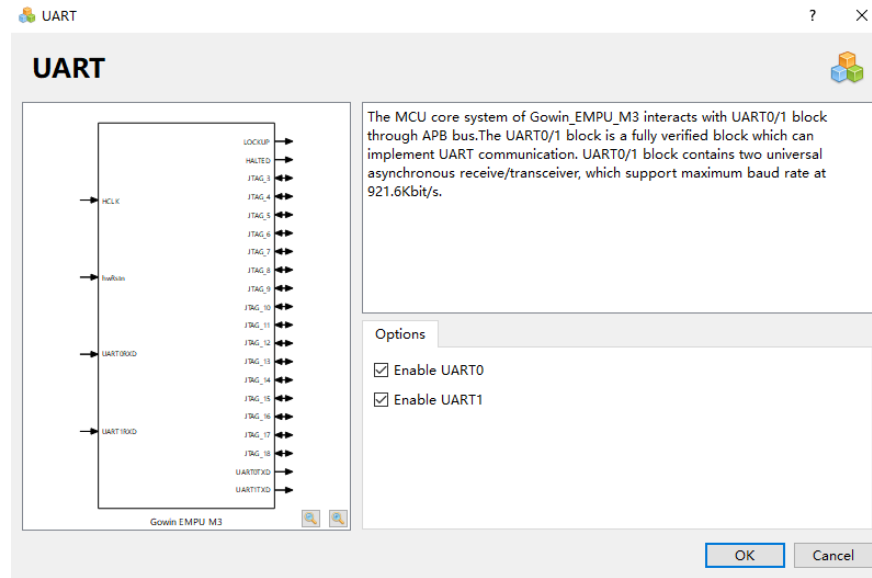 UART
?
UART
The MCU core system of Gowin_EMPU_M3 interacts with UART0/1 block
through APB bus.The UART0/1 block is a fully verified block which can
implement UART communication. UART0/1 block contains two universal
asynchronous receive/transceiver, which support maximum baud rate at
921.6Kbit/s.
LOCKUP
HALTED
JTAG_3
JTAG_4
HCLK
JTAG_5
JTAG_6
JTAG_7
JTAG_8
JTAG_9
JTAG_10
JTAG_11
JTAG_12
UART0RXD
JTAG_13
JTAG_14
JTAG_15
JTAG_16
UART1RXD
JTAG_17
JTAG_18
UART0TXD
UART1TXD
Gowin EMPU M3
Options
Enable UART0
Enable UART1
OK
Cancel